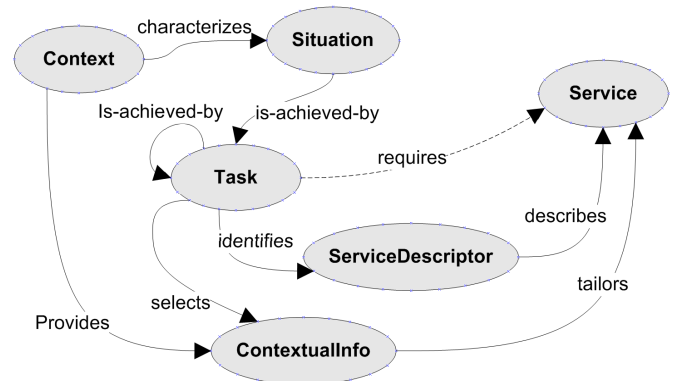 characterizes
Situation
Context
Service
Is-achieved-by
is-achieved-by
requires
Task
describes
identifies
ServiceDescriptor
tailors
selects
Provides
ContextualInfo